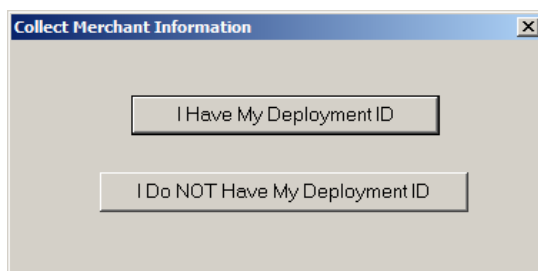 Collect Merchant Information
I Have My Deployment ID
I Do NOT Have My Deployment ID